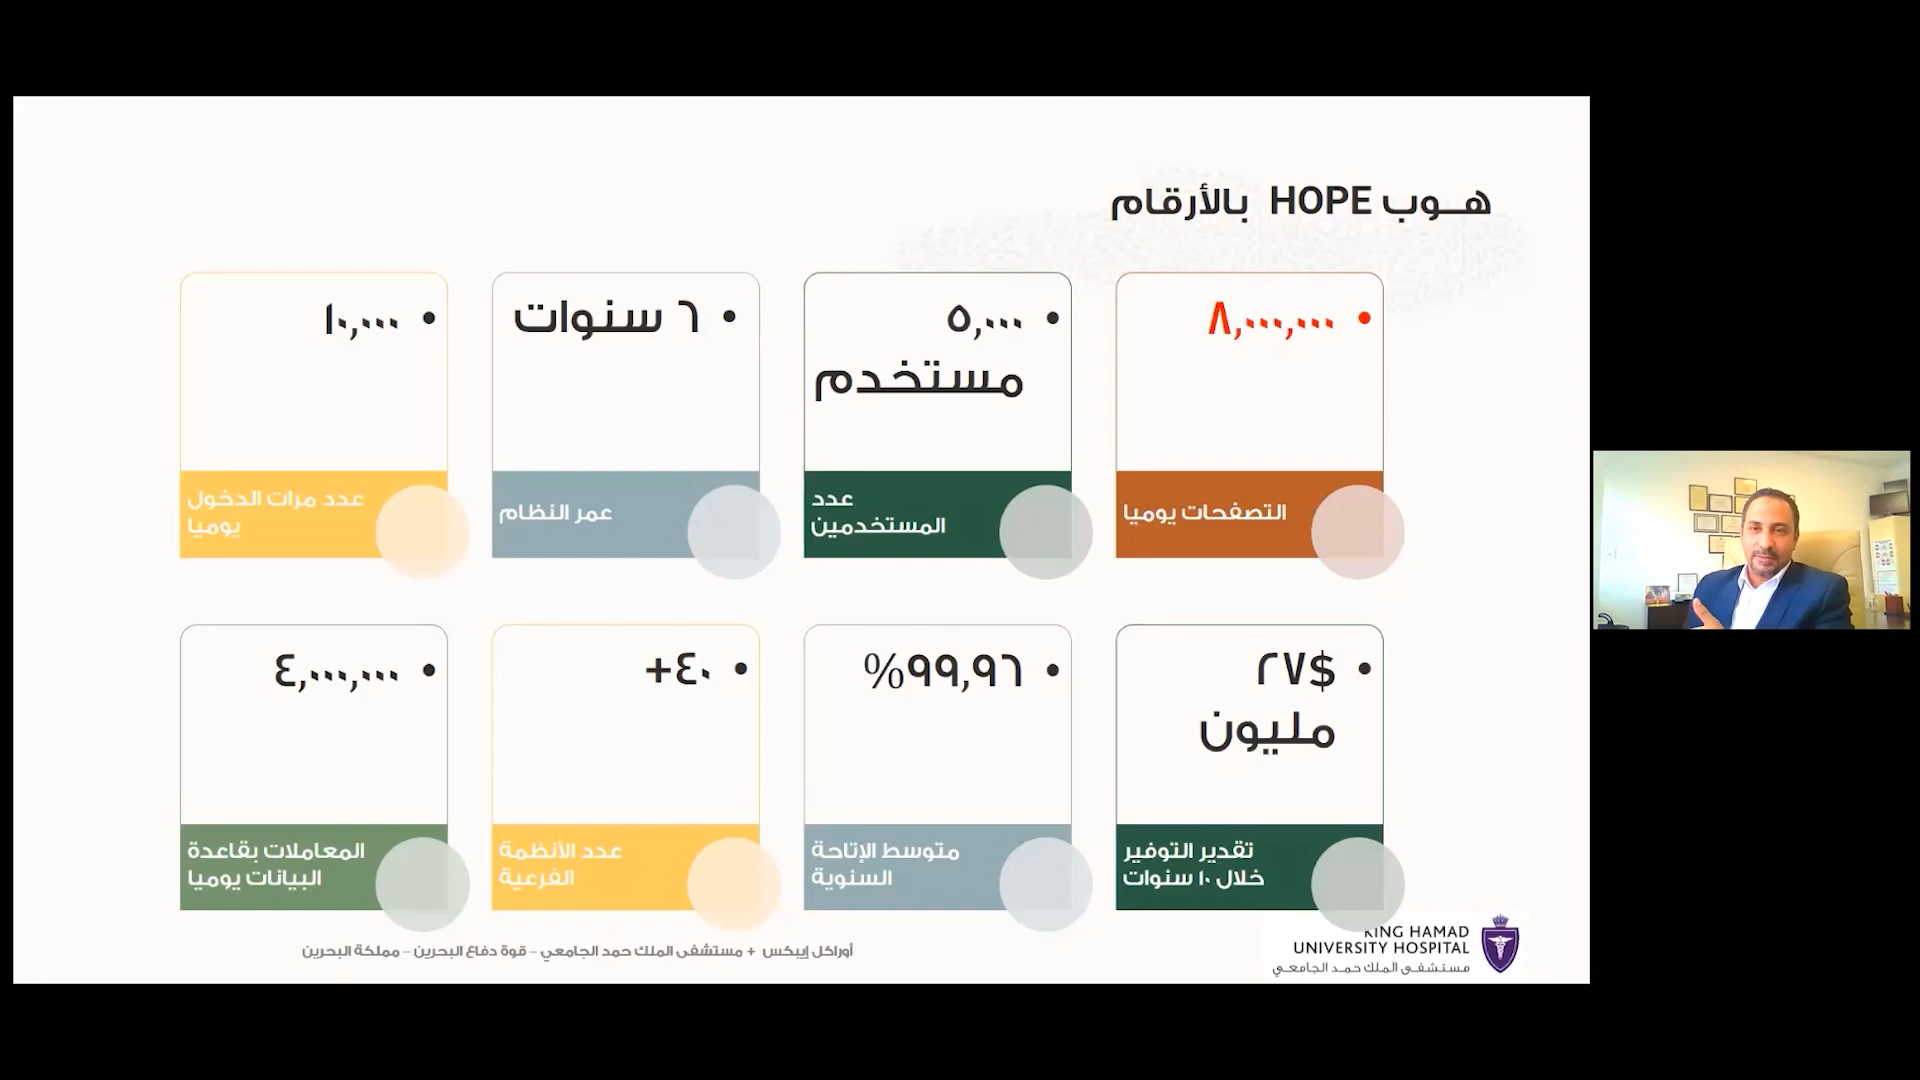 هـوب HOPE بالأرقام
٨,٠٠٠,٠٠٠
التصفحات يوميا
٥,٠٠٠
مستخدم
عدد
المستخدمين
٦ سنوات
عمر النظام
١٠,٠٠٠
عدد مرات الدخول
يوميا
٢٧$
مليون
تقدير التوفير
خلال ١٠ سنوات
%٩٩,٩٦
متوسط الإتاحة
السنوية
+٤٠
عدد الأنظمة
الفرعية
٤,٠٠٠,٠٠٠
المعاملات بقاعدة
البيانات يوميا
أوراكل إيبكس + مستشفى الملك حمد الجامعي – قوة دفاع البحرين – مملكة البحرين
KING HAMAD
UNIVERSITY HOSPITAL
مستشفى الملك حمد الجامعي